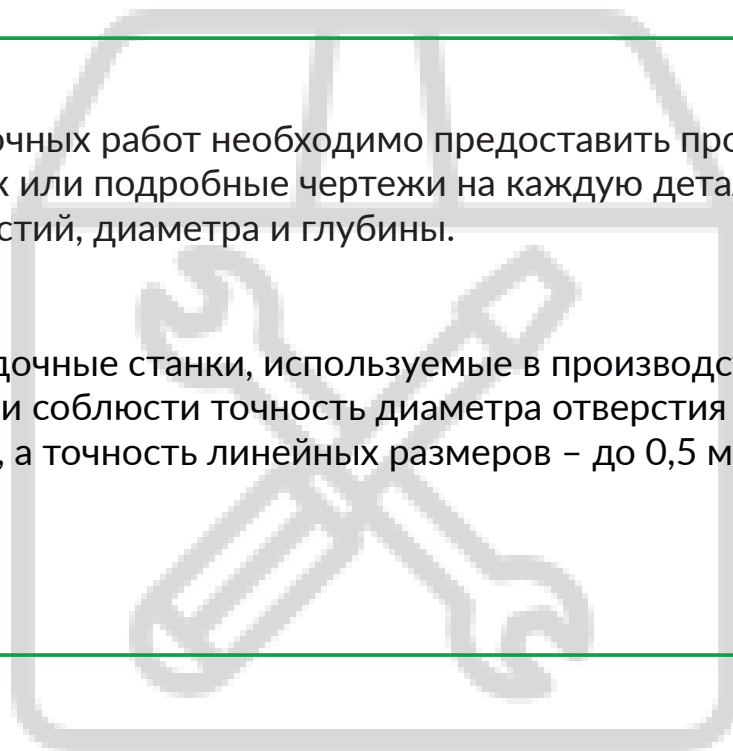 очных работ необходимо предоставить про
х или подробные чертежи на каждую дета
стий, диаметра и глубины.
дочные станки, используемые в производс
и соблюсти точность диаметра отверстия
, а точность линейных размеров – до 0,5 м